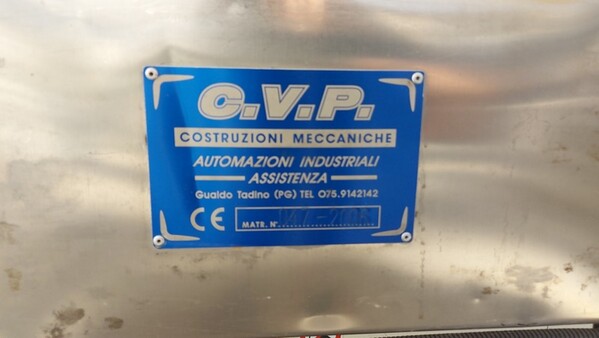 C.V.P.
COSTRUZIONI MECCANICHE
AUTOMAZIONI INDUSTRIALI
ASSISTENZA
Gualdo Tadino (PG) TEL 075.9142142
CE MATR. N°